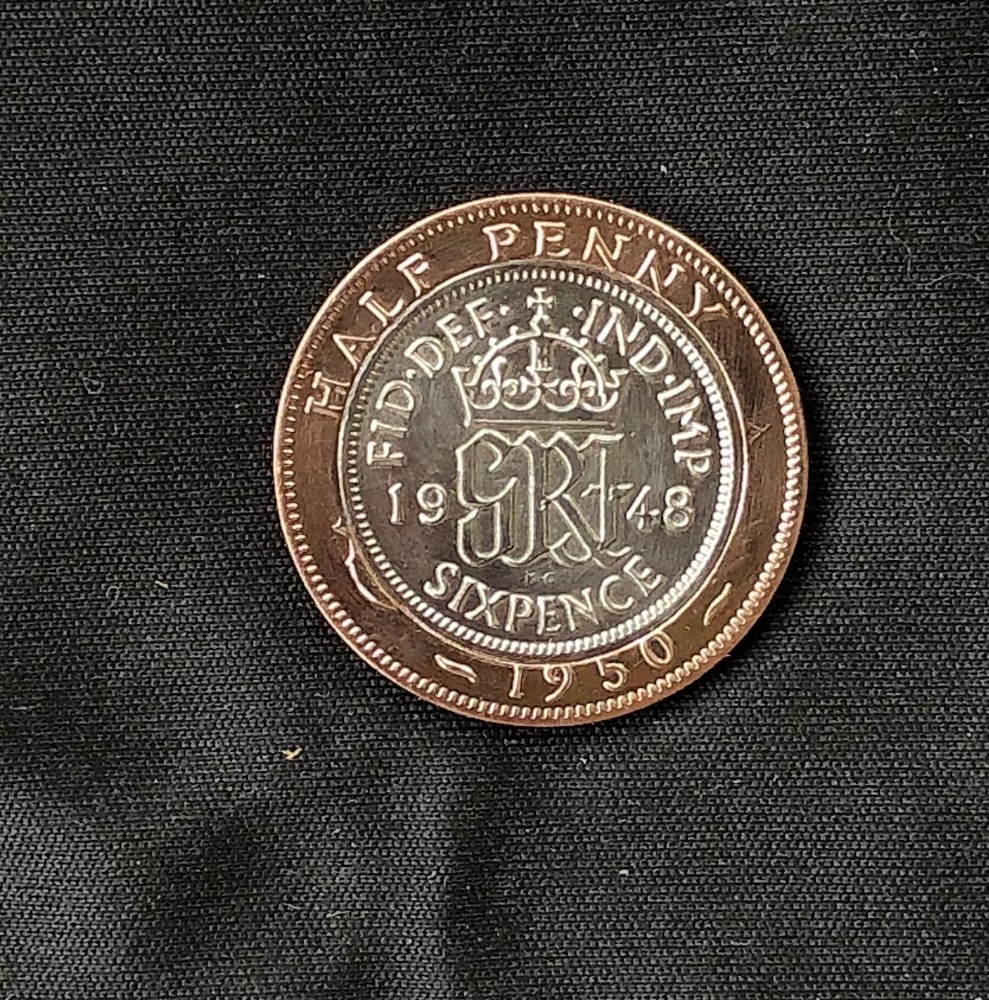 HALF PENNY
FID·DEF· ·IND·IMP
19 GRI 48
SIXPENCE
1950